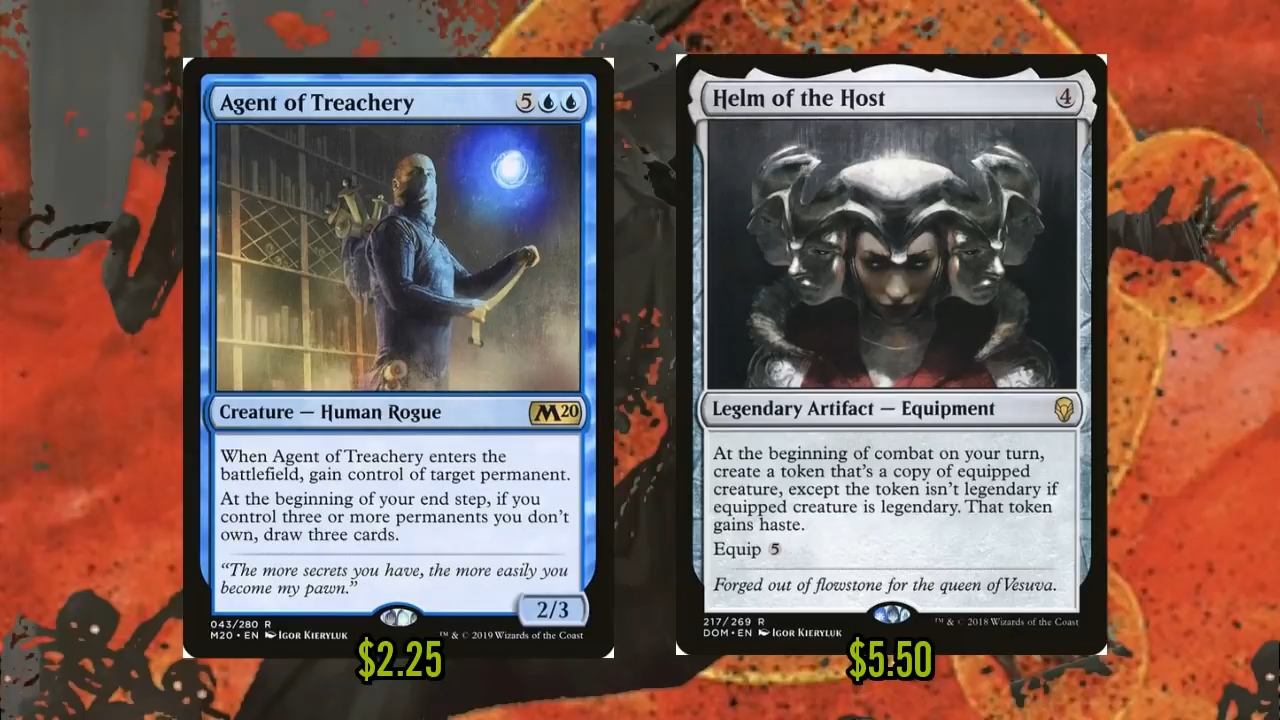 Agent of Treachery 5
Creature — Human Rogue M20
When Agent of Treachery enters the
battlefield, gain control of target permanent.
At the beginning of your end step, if you
control three or more permanents you don't
own, draw three cards.
"The more secrets you have, the more easily you
become my pawn."
2/3
043/280 R
M20 • EN Igor Kieryluk
™ & © 2019 Wizards of the Coast
$2.25
Helm of the Host 4
Legendary Artifact — Equipment
At the beginning of combat on your turn,
create a token that's a copy of equipped
creature, except the token isn't legendary if
equipped creature is legendary. That token
gains haste.
Equip 5
Forged out of flowstone for the queen of Vesuva.
217/269 R
DOM • EN Igor Kieryluk
™ & © 2018 Wizards of the Coast
$5.50